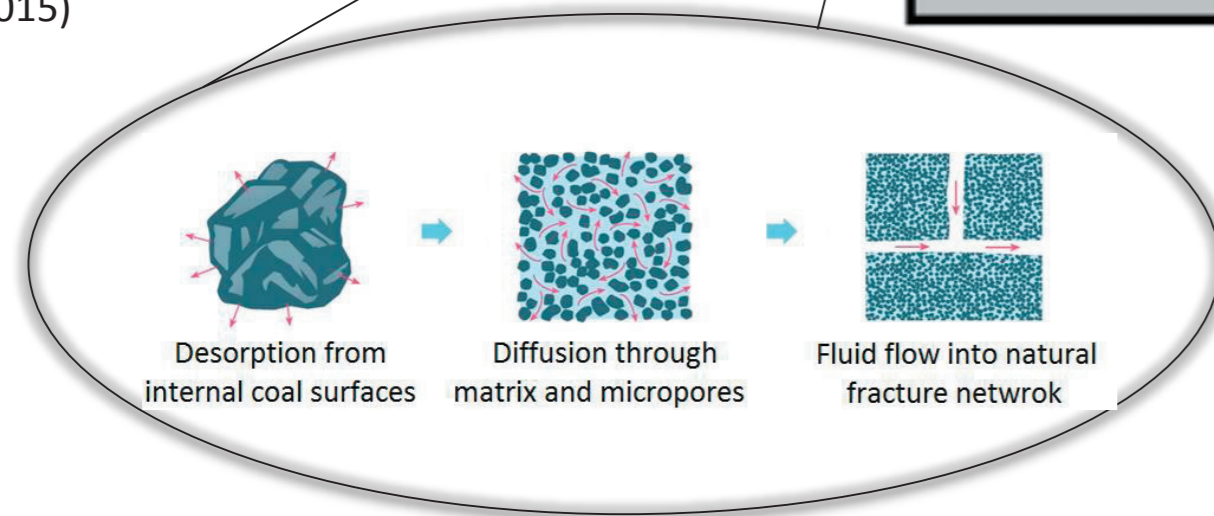 015)
Desorption from
internal coal surfaces
Diffusion through
matrix and micropores
Fluid flow into natural
fracture netwrok